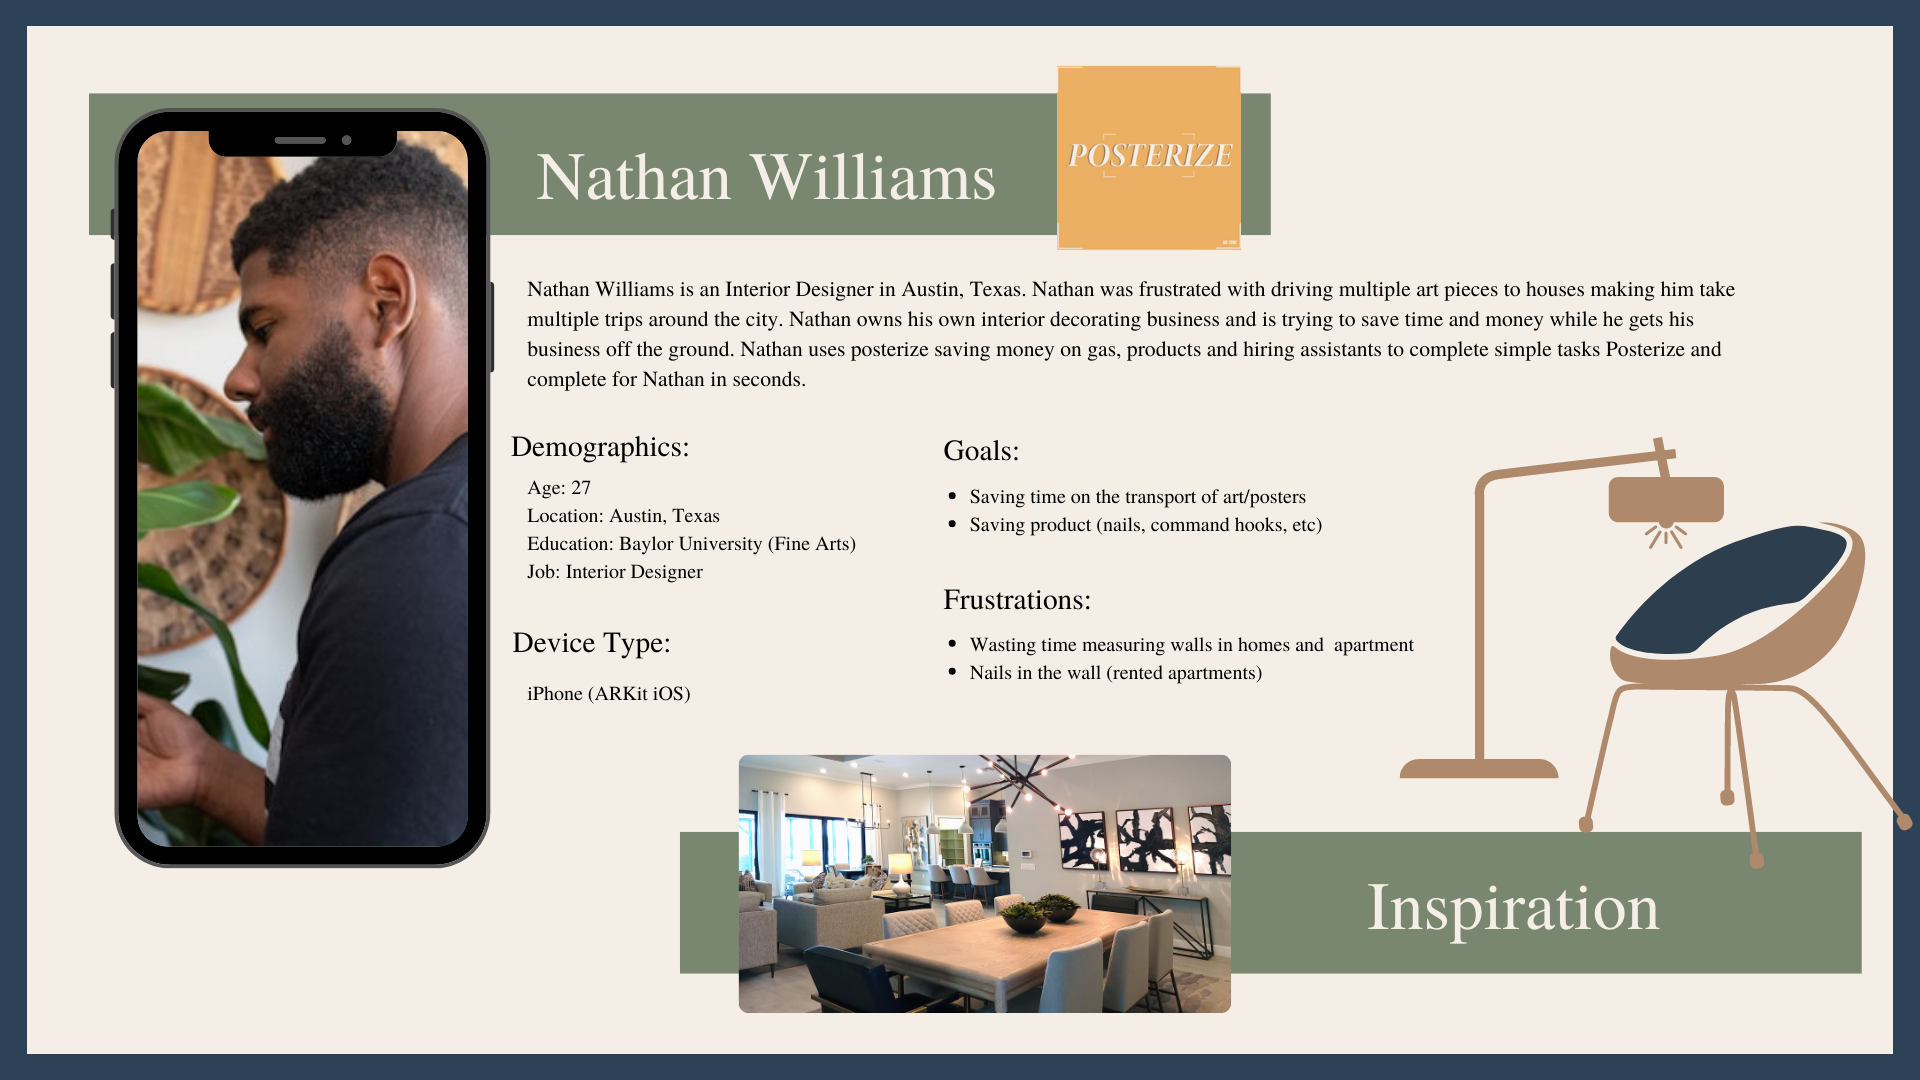 Nathan Williams
POSTERIZE
Nathan Williams is an Interior Designer in Austin, Texas. Nathan was frustrated with driving multiple art pieces to houses making him take
multiple trips around the city. Nathan owns his own interior decorating business and is trying to save time and money while he gets his
business off the ground. Nathan uses posterize saving money on gas, products and hiring assistants to complete simple tasks Posterize and
complete for Nathan in seconds.
Demographics:
Age: 27
Location: Austin, Texas
Education: Baylor University (Fine Arts)
Job: Interior Designer
Device Type:
iPhone (ARKit iOS)
Goals:
• Saving time on the transport of art/posters
• Saving product (nails, command hooks, etc)
Frustrations:
• Wasting time measuring walls in homes and  apartment
• Nails in the wall (rented apartments)
Inspiration